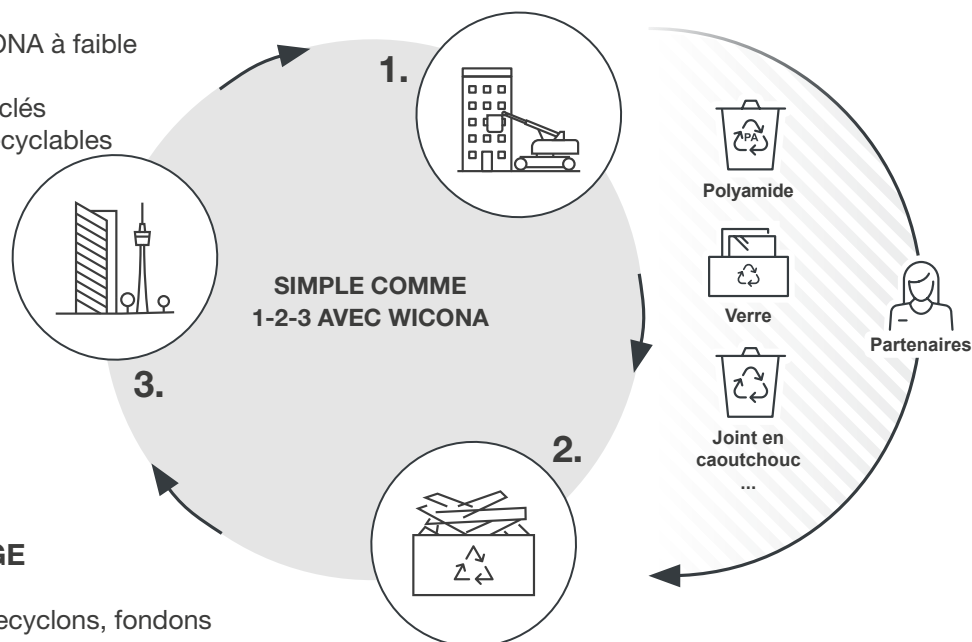 ONA à faible
clés
cyclables
1.
PA
Polyamide
SIMPLE COMME
1-2-3 AVEC WICONA
Verre
Partenaires
3.
Joint en
caoutchouc
...
2.
GE
ecyclons, fondons